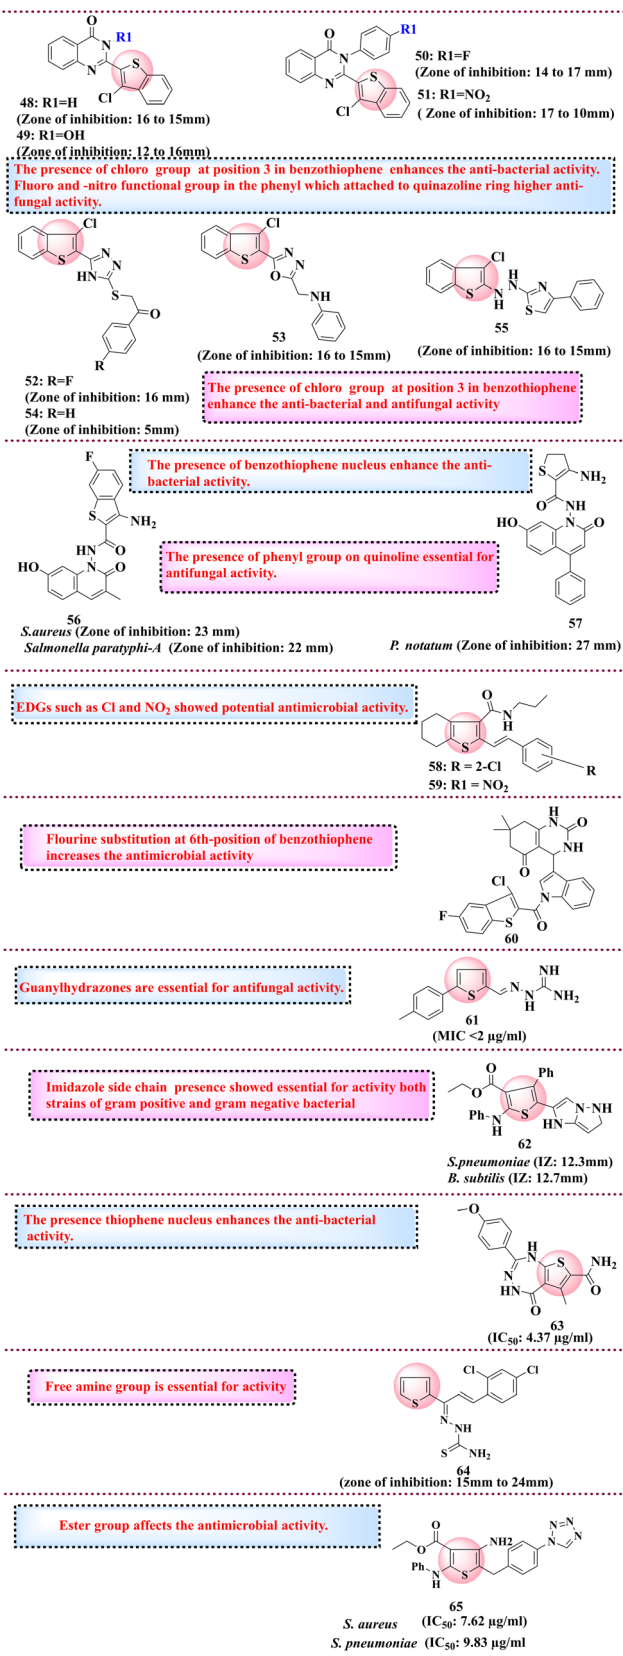 O
R1
N
N
S
Cl
48: R1=H
(Zone of inhibition: 16 to 15mm)
49: R1=OH
(Zone of inhibition: 12 to 16mm)
O
R1
N
N
S
Cl
50: R1=F
(Zone of inhibition: 14 to 17 mm)
51: R1=NO2
( Zone of inhibition: 17 to 10mm)
The presence of chloro group at position 3 in benzothiophene enhances the anti-bacterial activity.
Fluoro and -nitro functional group in the phenyl which attached to quinazoline ring higher anti-
fungal activity.
Cl
S
N
N
HN
S
O
R
52: R=F
(Zone of inhibition: 16 mm)
54: R=H
(Zone of inhibition: 5mm)
Cl
S
N
N
O
NH
53
(Zone of inhibition: 16 to 15mm)
Cl
S
NH
N
H
N
S
55
(Zone of inhibition: 16 to 15mm)
The presence of chloro group at position 3 in benzothiophene
enhance the anti-bacterial and antifungal activity
F
S
NH2
NH
O
HO
N
O
56
S.aureus (Zone of inhibition: 23 mm)
Salmonella paratyphi-A (Zone of inhibition: 22 mm)
The presence of benzothiophene nucleus enhance the anti-
bacterial activity.
The presence of phenyl group on quinoline essential for
antifungal activity.
S
NH2
O
NH
HO
N
O
57
P. notatum (Zone of inhibition: 27 mm)
EDGs such as Cl and NO2 showed potential antimicrobial activity.
O
N
H
S
R
58: R = 2-Cl
59: R1 = NO2
Flourine substitution at 6th-position of benzothiophene
increases the antimicrobial activity
H
N
O
NH
O
Cl
N
F
S
O
60
Guanylhydrazones are essential for antifungal activity.
S
N
N
H
NH
NH2
61
(MIC <2 µg/ml)
Imidazole side chain presence showed essential for activity both
strains of gram positive and gram negative bacterial
O
Ph
O
Ph
N
H
S
N
NH
HN
62
S.pneumoniae (IZ: 12.3mm)
B. subtilis (IZ: 12.7mm)
The presence thiophene nucleus enhances the anti-bacterial
activity.
O
H
N
S
NH2
N
O
HN
O
63
(IC50: 4.37 µg/ml)
Free amine group is essential for activity
Cl
Cl
S
N
NH
S
NH2
64
(zone of inhibition: 15mm to 24mm)
Ester group affects the antimicrobial activity.
O
O
NH2
Ph
N
H
S
N
N
N
N
65
S. aureus (IC50: 7.62 µg/ml)
S. pneumoniae (IC50: 9.83 µg/ml